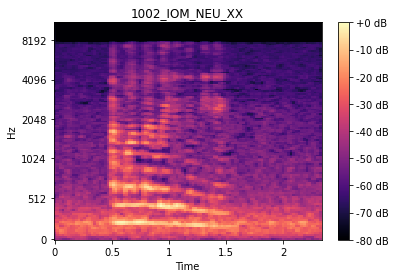 1002_IOM_NEU_XX
+0 dB
8192
-10 dB
4096
-20 dB
-30 dB
2048
-40 dB
Hz
1024
-50 dB
512
-60 dB
-70 dB
0
-80 dB
0 0.5 1 1.5 2
Time